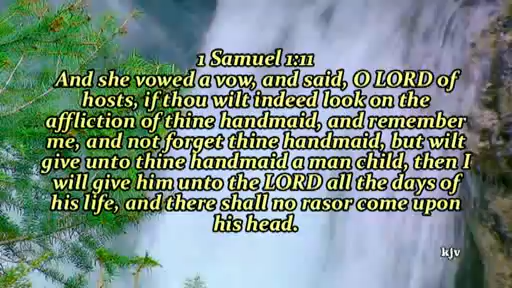 1 Samuel 1:11
And she vowed a vow, and said, O LORD of
hosts, if thou wilt indeed look on the
affliction of thine handmaid, and remember
me, and not forget thine handmaid, but wilt
give unto thine handmaid a man child, then I
will give him unto the LORD all the days of
his life, and there shall no rasor come upon
his head.
kjv